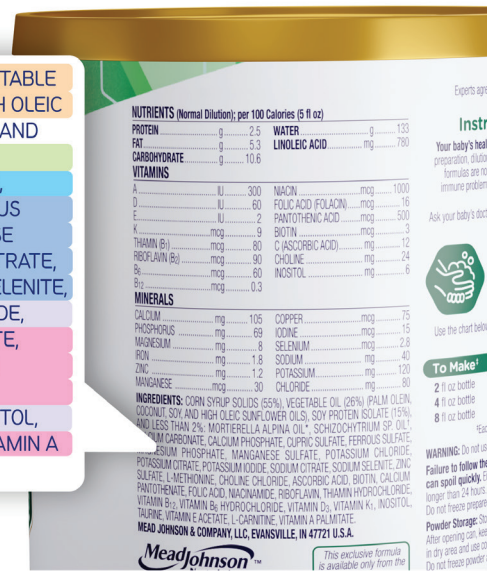 TABLE
H OLEIC
AND
US
SE
TRATE,
ELENITE,
DE,
TE,
TOL,
AMIN A
NUTRIENTS (Normal Dilution); per 100 Calories (5 fl oz)
PROTEIN g 2.5 WATER g 133
FAT g 5.3 LINOLEIC ACID mg 780
CARBOHYDRATE g 10.6
VITAMINS
A IU 300 NIACIN mcg 1000
D IU 60 FOLIC ACID (FOLACIN) mcg 16
E IU 2 PANTOTHENIC ACID mcg 500
K mcg 9 BIOTIN mcg 3
THIAMIN (B1) mcg 80 C (ASCORBIC ACID) mg 12
RIBOFLAVIN (B2) mcg 90 CHOLINE mg 24
B6 mcg 60 INOSITOL mg 6
B12 mcg 0.3
MINERALS
CALCIUM mg 105 COPPER mcg 75
PHOSPHORUS mg 69 IODINE mcg 15
MAGNESIUM mg 8 SELENIUM mcg 2.8
IRON mg 1.8 SODIUM mg 40
ZINC mg 1.2 POTASSIUM mg 120
MANGANESE mcg 30 CHLORIDE mg 80
INGREDIENTS: CORN SYRUP SOLIDS (55%), VEGETABLE OIL (26%) (PALM OLEIN,
COCONUT, SOY, AND HIGH OLEIC SUNFLOWER OILS), SOY PROTEIN ISOLATE (15%),
AND LESS THAN 2%: MORTIERELLA ALPINA OIL*, SCHIZOCHYTRIUM SP. OIL†,
CIUM CARBONATE, CALCIUM PHOSPHATE, CUPRIC SULFATE, FERROUS SULFATE,
MAGNESIUM PHOSPHATE, MANGANESE SULFATE, POTASSIUM CHLORIDE,
POTASSIUM CITRATE, POTASSIUM IODIDE, SODIUM CITRATE, SODIUM SELENITE, ZINC
SULFATE, L-METHIONINE, CHOLINE CHLORIDE, ASCORBIC ACID, BIOTIN, CALCIUM
PANTOTHENATE, FOLIC ACID, NIACINAMIDE, RIBOFLAVIN, THIAMIN HYDROCHLORIDE,
VITAMIN B12, VITAMIN B6 HYDROCHLORIDE, VITAMIN D3, VITAMIN K1, INOSITOL,
TAURINE, VITAMIN E ACETATE, L-CARNITINE, VITAMIN A PALMITATE.
MEAD JOHNSON & COMPANY, LLC, EVANSVILLE, IN 47721 U.S.A.
MeadJohnson™
This exclusive formula
is available only from the
Experts agre
Instr
Your baby's heal
preparation, dilution
formulas are no
immune problem
Ask your baby's doct
Use the chart below
To Make‡
2 fl oz bottle
4 fl oz bottle
8 fl oz bottle
‡Eac
WARNING: Do not us
Failure to follow the
can spoil quickly. Ei
longer than 24 hours.
Do not freeze prepare
Powder Storage: Sto
After opening can, kee
in dry area and use co
Do not freeze powder a